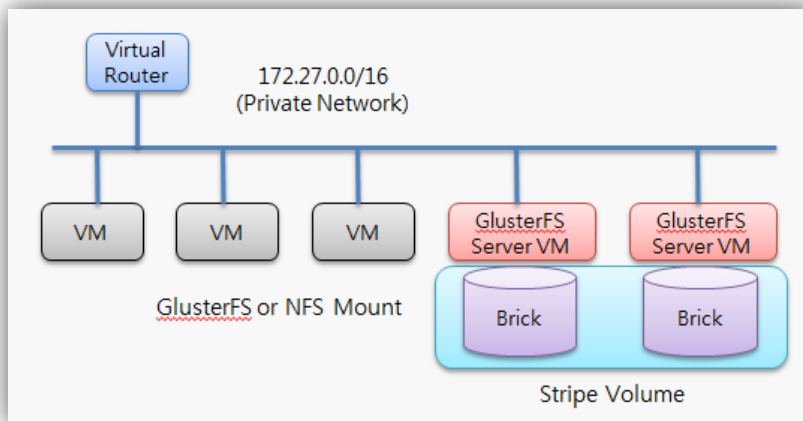 Virtual
Router
172.27.0.0/16
(Private Network)
VM
VM
VM
GlusterFS
Server VM
GlusterFS
Server VM
GlusterFS or NFS Mount
Brick
Brick
Stripe Volume